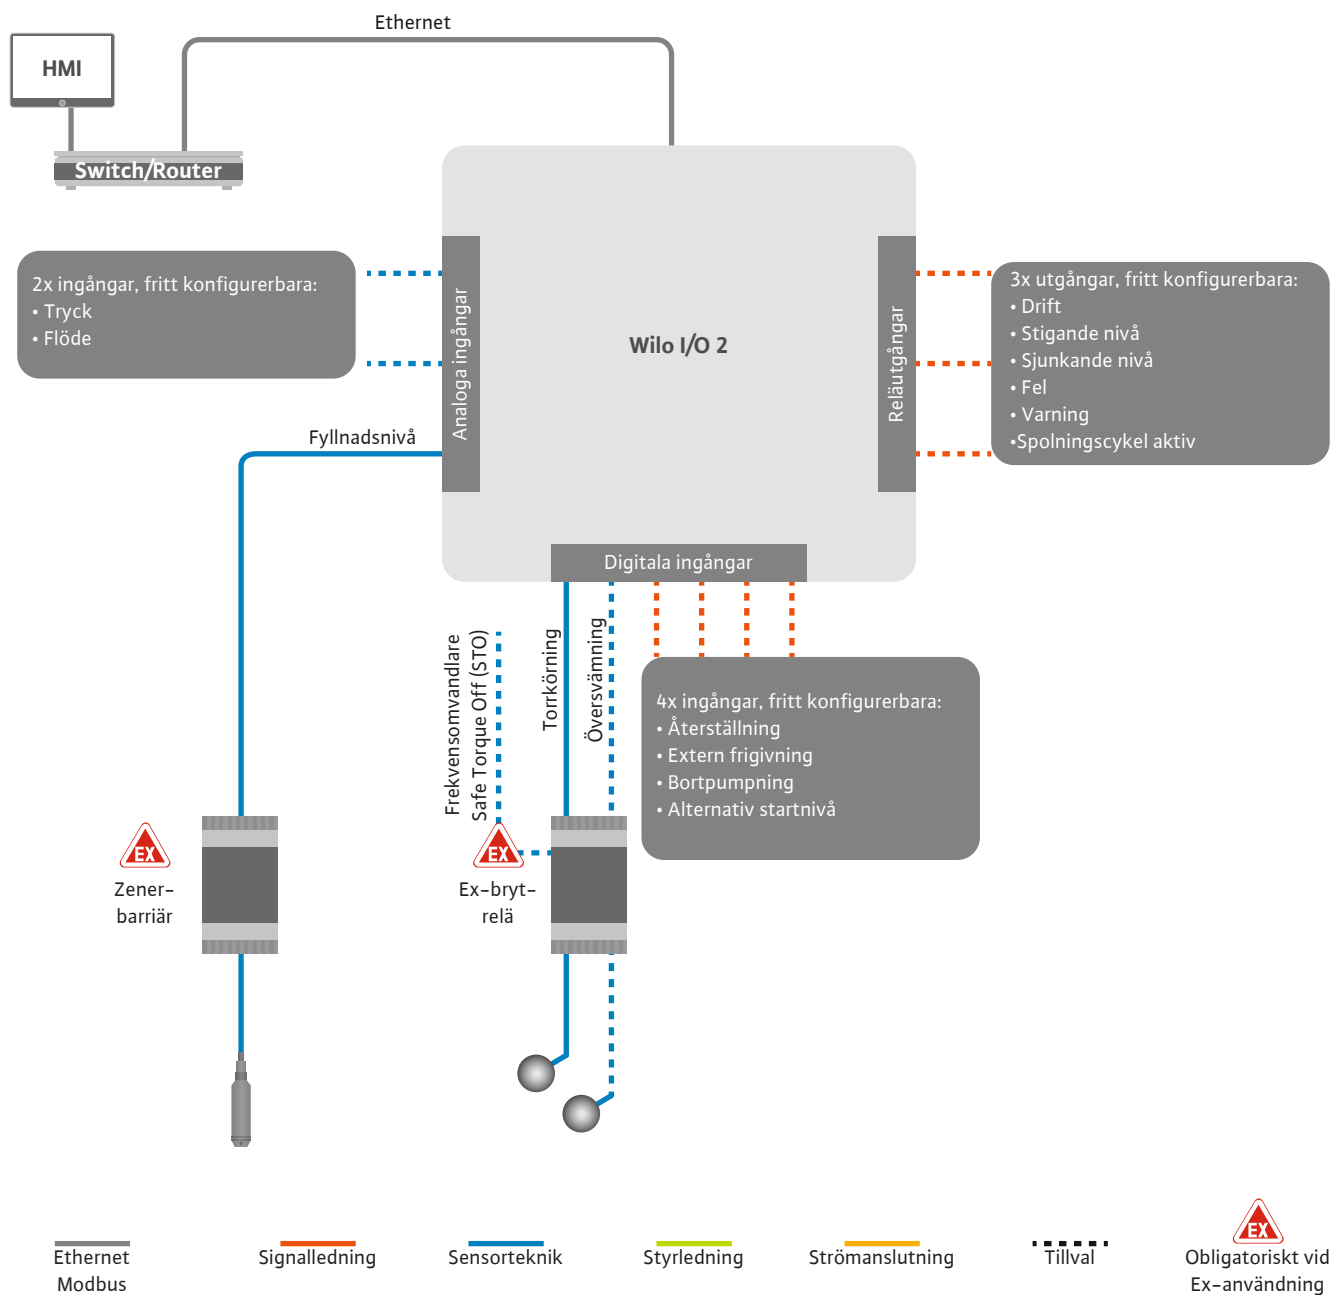 Ethernet
HMI
Switch/Router
2x ingångar, fritt konfigurerbara:
• Tryck
• Flöde
Analoga ingångar
Wilo I/O 2
Reläutgångar
3x utgångar, fritt konfigurerbara:
• Drift
• Stigande nivå
• Sjunkande nivå
• Fel
• Varning
•Spolningscykel aktiv
Fyllnadsnivå
Digitala ingångar
Frekvensomvandlare
Safe Torque Off (STO)
Torrkörning
Översvämning
4x ingångar, fritt konfigurerbara:
• Återställning
• Extern frigivning
• Bortpumpning
• Alternativ startnivå
EX
Zener-
barriär
EX
Ex-bryt-
relä
Ethernet
Modbus
Signalledning
Sensorteknik
Styrledning
Strömanslutning
Tillval
EX
Obligatoriskt vid
Ex-användning